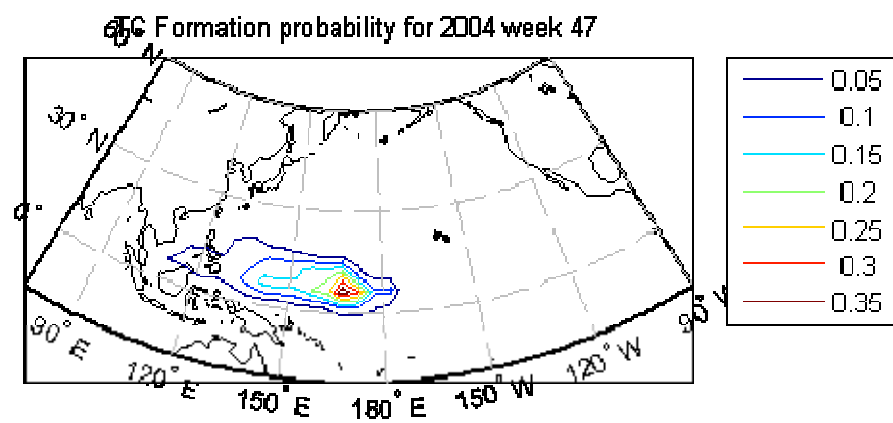 TC Formation probability for 2004 week 47
60° N
30° N
0°
90° E
120° E
150° E
180° E
150° W
120° W
90° W
0.05
0.1
0.15
0.2
0.25
0.3
0.35